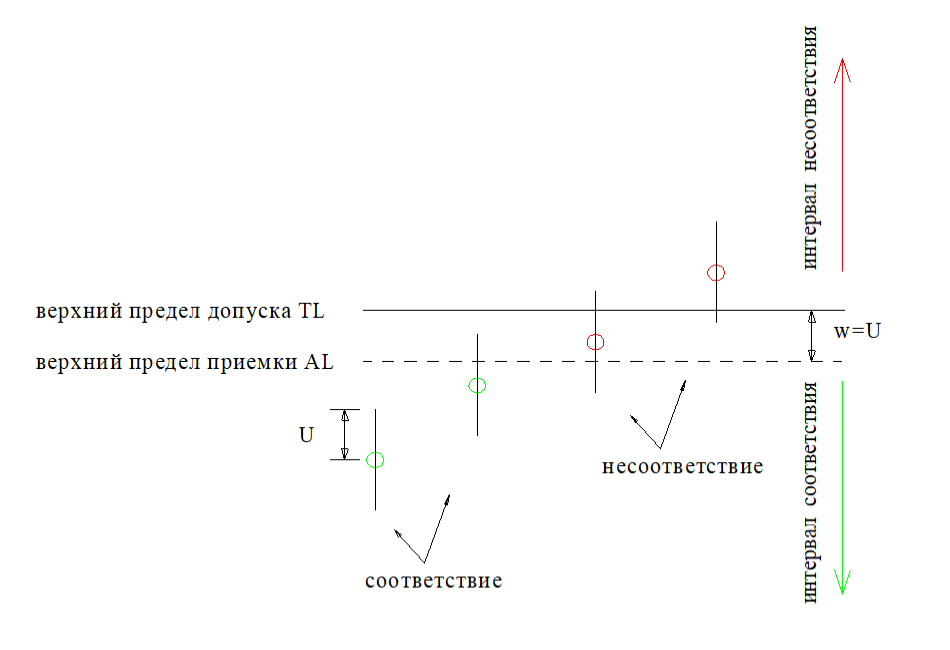 интервал несоответствия
верхний предел допуска TL
w=U
верхний предел приемки AL
U
несоответствие
интервал соответствия
соответствие